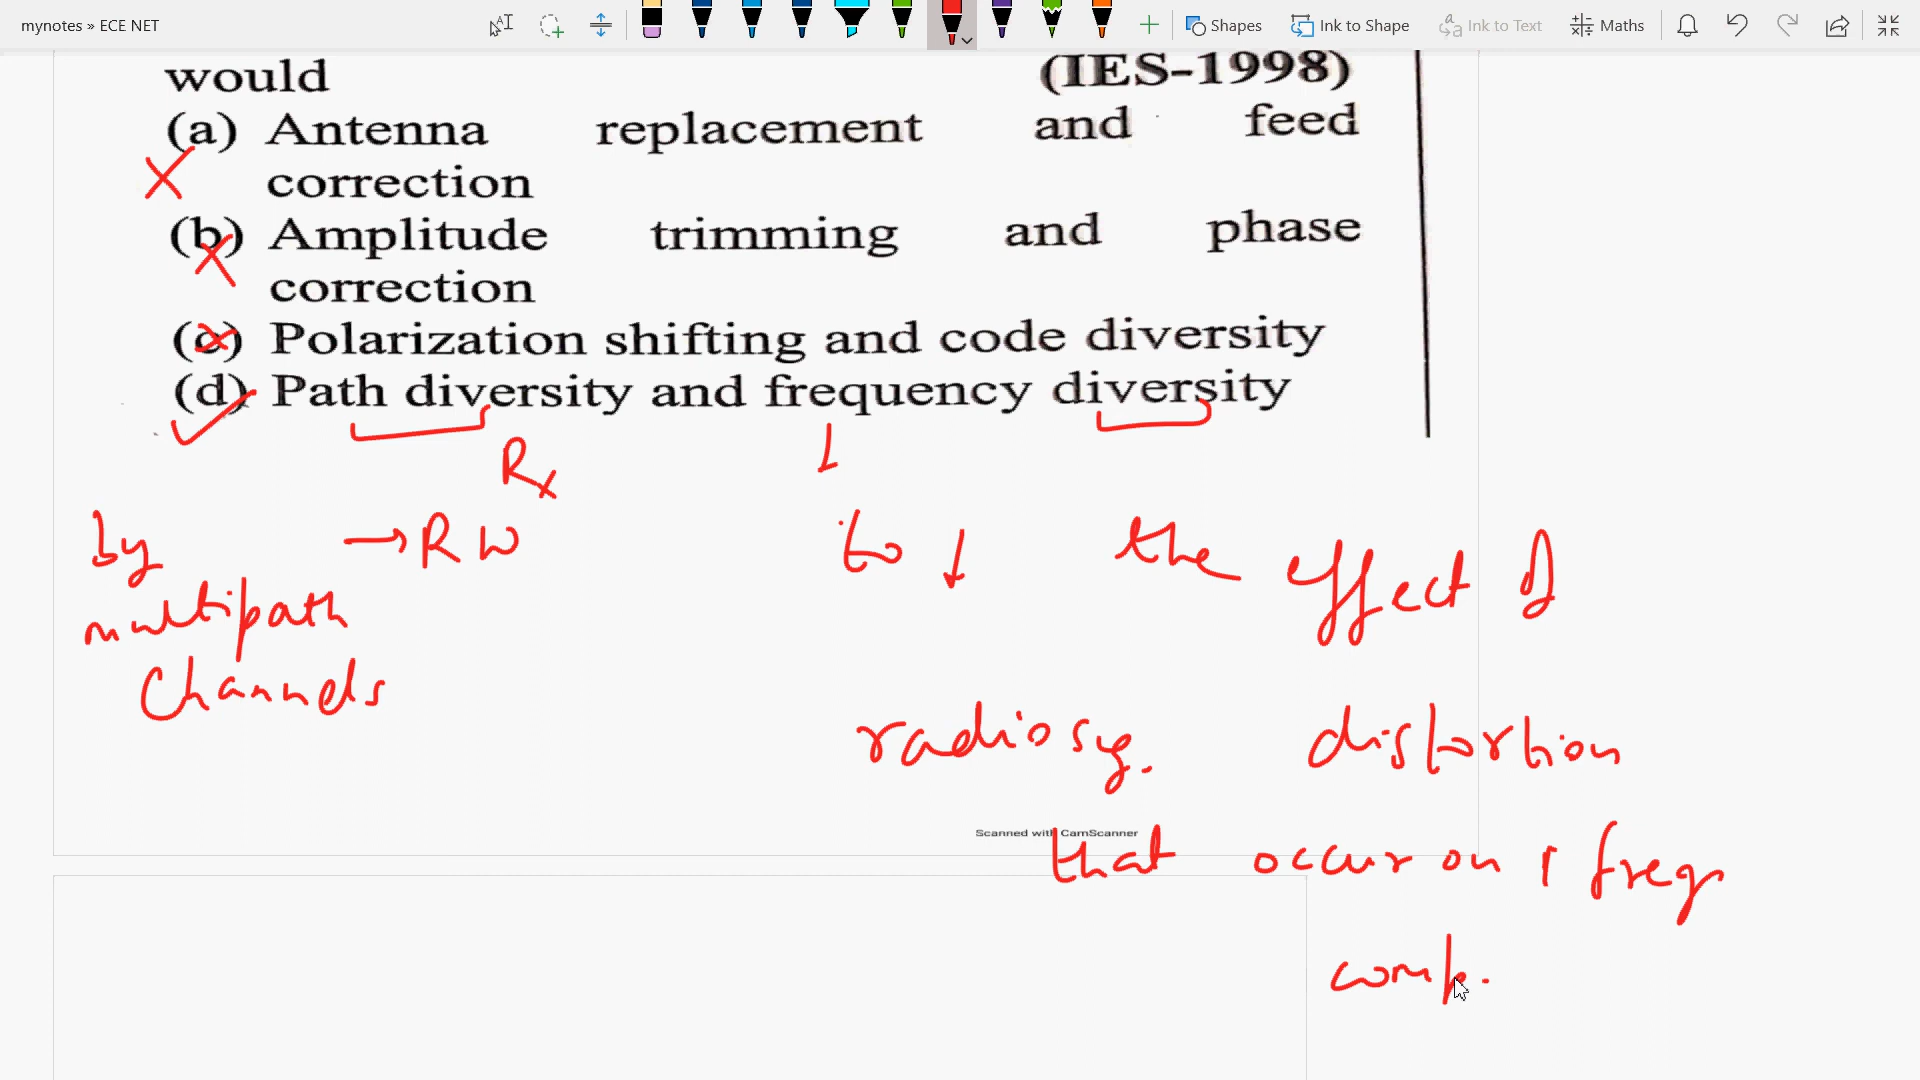 mynotes » ECE NET
Shapes
Ink to Shape
Ink to Text
Maths
would (IES-1998)
(a) Antenna replacement and feed
correction
(b) Amplitude trimming and phase
correction
(c) Polarization shifting and code diversity
(d) Path diversity and frequency diversity
Rx
by → RW to ↓ the effect of
multipath
Channels
radiosig. distortion
Scanned with CamScanner
that occur on 1 freq
comp.